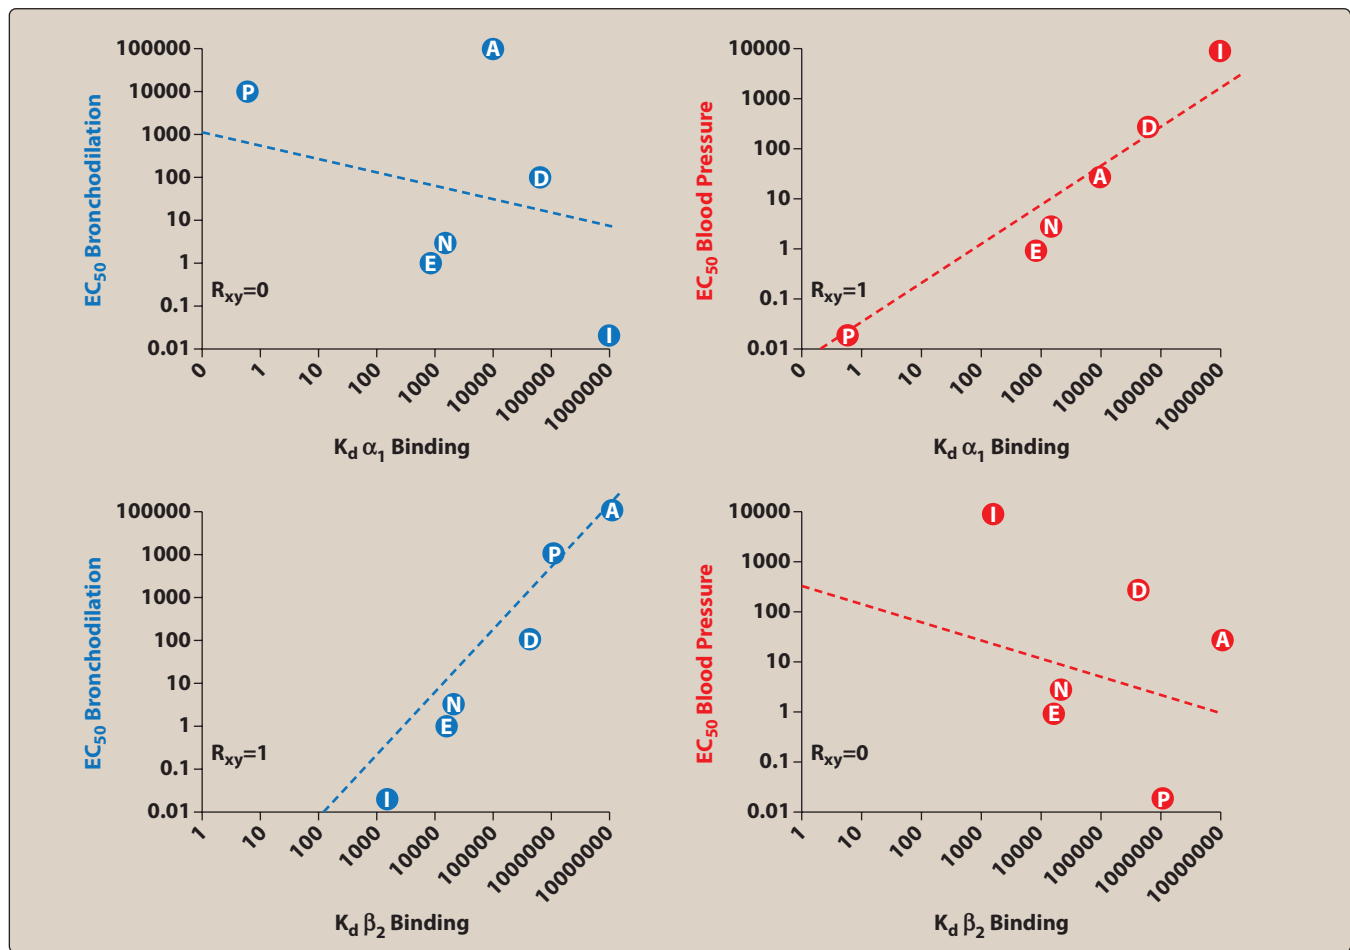 100000
10000
1000
100
10
1
0.1
0.01
EC50 Bronchodilation
A
P
D
N
E
I
Rxy=0
0
1
10
100
1000
10000
100000
1000000
Kd α1 Binding
10000
1000
100
10
1
0.1
0.01
EC50 Blood Pressure
I
D
A
N
E
P
Rxy=1
0
1
10
100
1000
10000
100000
1000000
Kd α1 Binding
100000
10000
1000
100
10
1
0.1
0.01
EC50 Bronchodilation
A
P
D
N
E
I
Rxy=1
1
10
100
1000
10000
100000
1000000
10000000
Kd β2 Binding
10000
1000
100
10
1
0.1
0.01
EC50 Blood Pressure
I
D
A
N
E
P
Rxy=0
1
10
100
1000
10000
100000
1000000
10000000
Kd β2 Binding